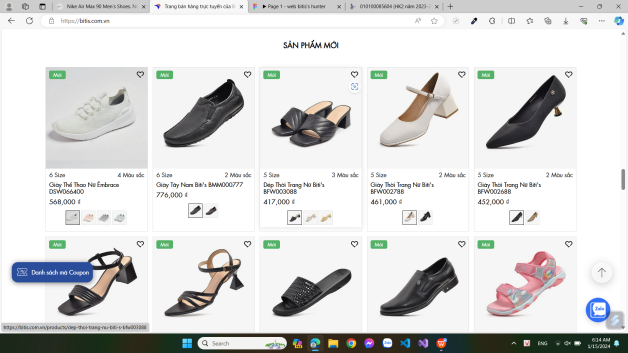 Nike Air Max 90 Men's Shoes. N
Trang bán hàng trực tuyến của B
Page 1 - web bitis's hunter
010100085604 (HK2 năm 2023-2
https://bitis.com.vn
SẢN PHẨM MỚI
Mới
Mới
Mới
Mới
Mới
6 Size 4 Màu sắc
6 Size 2 Màu sắc
5 Size 3 Màu sắc
5 Size 2 Màu sắc
5 Size 2 Màu sắc
Giày Thể Thao Nữ Embrace
DSW066400
568,000 ₫
Giày Tây Nam Biti's BMM000777
776,000 ₫
Dép Thời Trang Nữ Biti's
BFW003088
417,000 ₫
Giày Thời Trang Nữ Biti's
BFW002788
461,000 ₫
Giày Thời Trang Nữ Biti's
BFW002688
452,000 ₫
Mới
Mới
Mới
Mới
Mới
Danh sách mã Coupon
Zalo
https://bitis.com.vn/products/dep-thoi-trang-nu-biti-s-bfw003088
Search
ENG
6:14 AM
1/15/2024